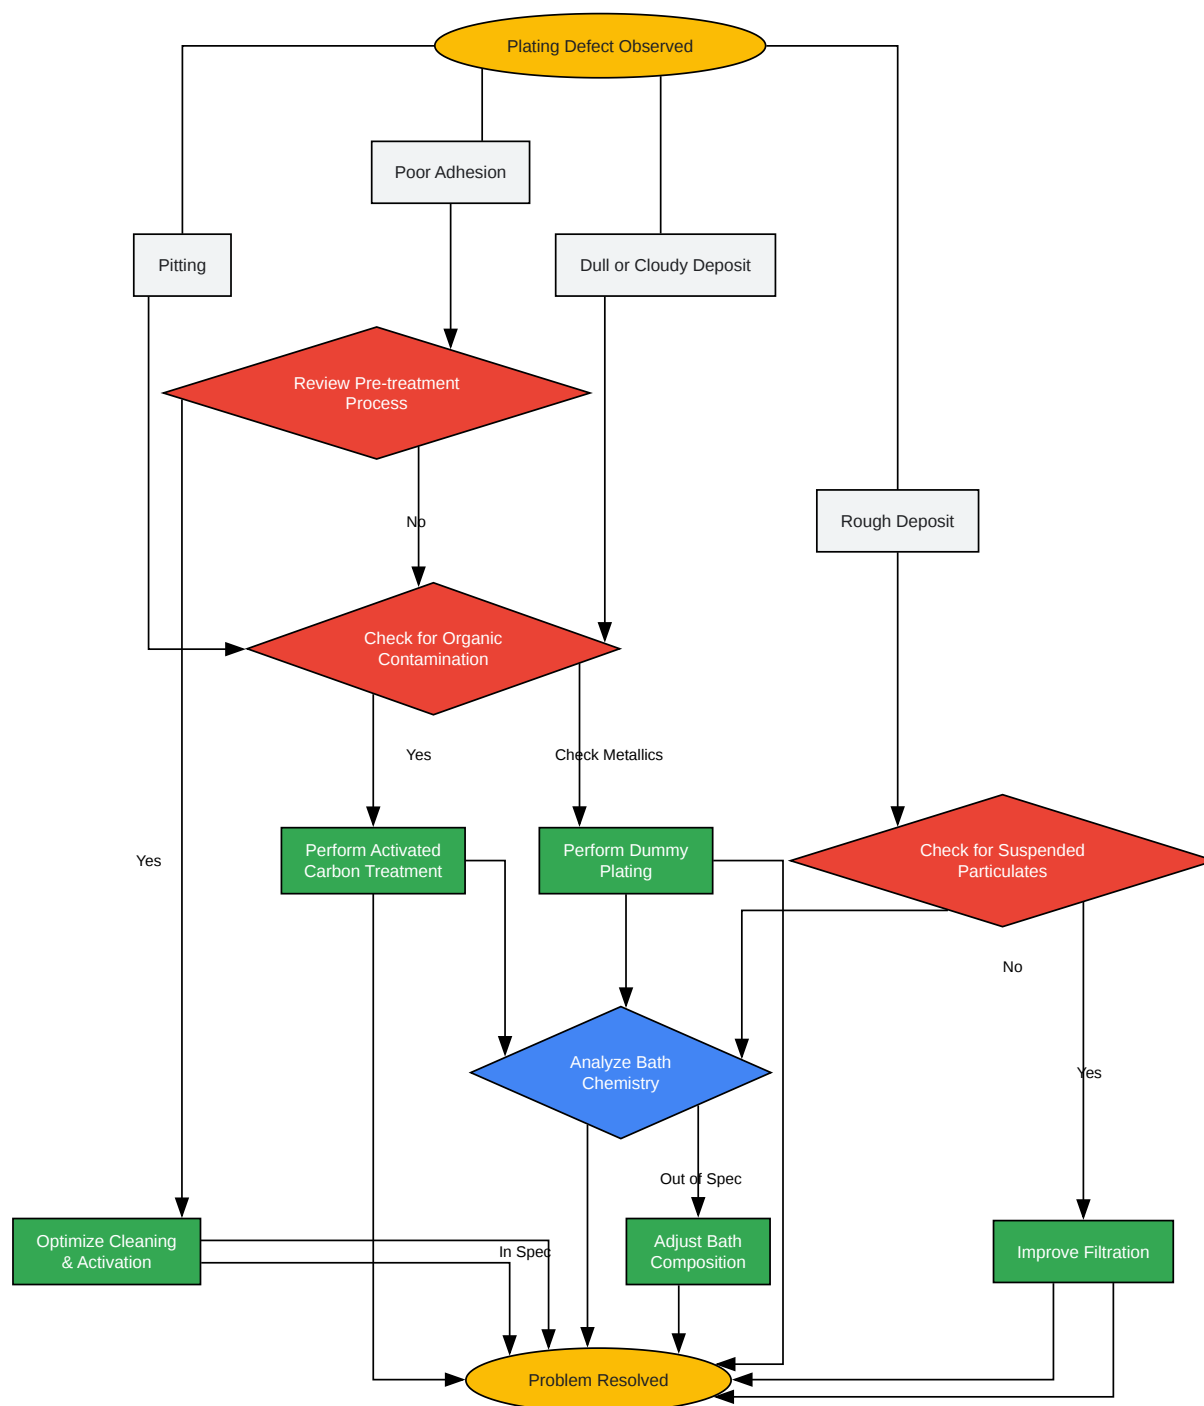 Plating Defect Observed
Poor Adhesion
Pitting
Dull or Cloudy Deposit
Review Pre-treatment
Process
Rough Deposit
No
Check for Organic
Contamination
Yes
Check Metallics
Yes
Perform Activated
Carbon Treatment
Perform Dummy
Plating
Check for Suspended
Particulates
No
Analyze Bath
Chemistry
Yes
Out of Spec
Optimize Cleaning
& Activation
In Spec
Adjust Bath
Composition
Improve Filtration
Problem Resolved